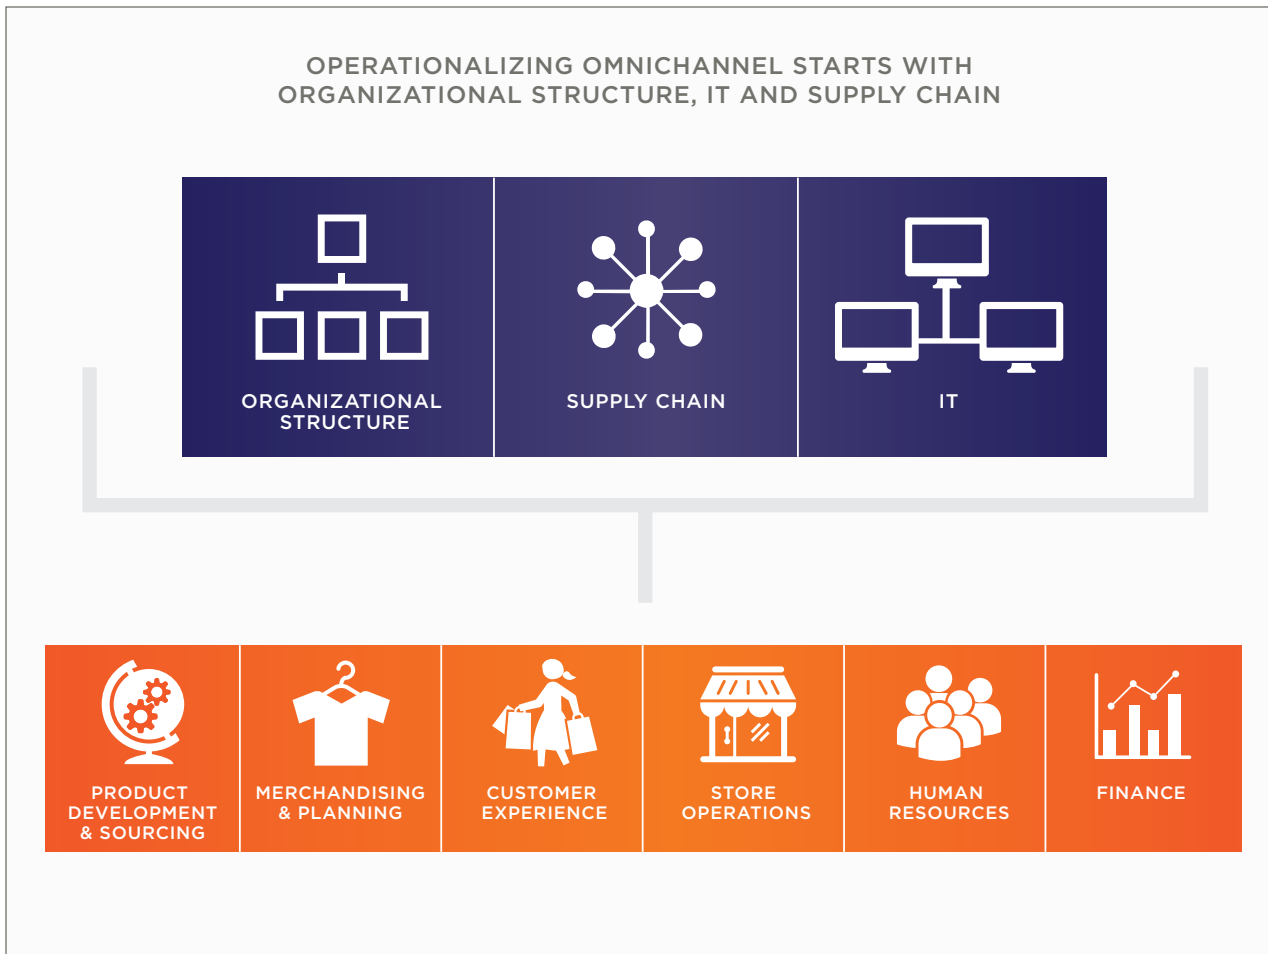 OPERATIONALIZING OMNICHANNEL STARTS WITH
ORGANIZATIONAL STRUCTURE, IT AND SUPPLY CHAIN
ORGANIZATIONAL
STRUCTURE
SUPPLY CHAIN
IT
PRODUCT
DEVELOPMENT
& SOURCING
MERCHANDISING
& PLANNING
CUSTOMER
EXPERIENCE
STORE
OPERATIONS
HUMAN
RESOURCES
FINANCE